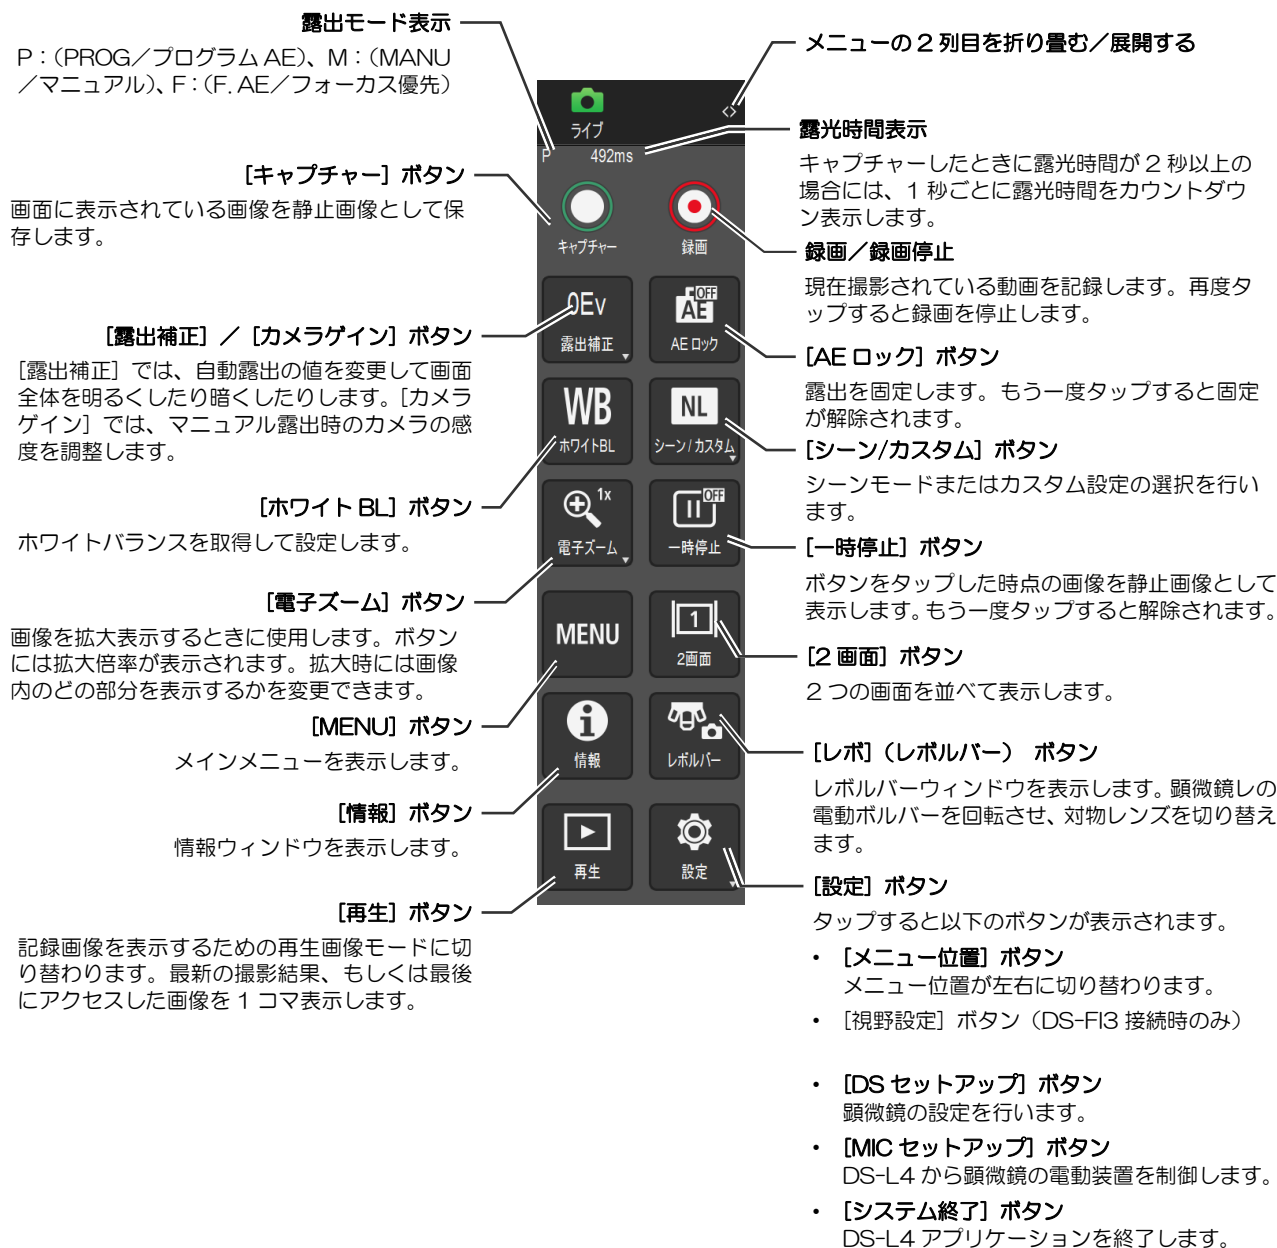 露出モード表示
P：(PROG／プログラム AE)、M：(MANU
／マニュアル)、F：(F. AE／フォーカス優先)
[キャプチャー] ボタン
画面に表示されている画像を静止画像として保
存します。
[露出補正] ／ [カメラゲイン] ボタン
[露出補正] では、自動露出の値を変更して画面
全体を明るくしたり暗くしたりします。[カメラ
ゲイン] では、マニュアル露出時のカメラの感
度を調整します。
[ホワイト BL] ボタン
ホワイトバランスを取得して設定します。
[電子ズーム] ボタン
画像を拡大表示するときに使用します。ボタン
には拡大倍率が表示されます。拡大時には画像
内のどの部分を表示するかを変更できます。
[MENU] ボタン
メインメニューを表示します。
[情報] ボタン
情報ウィンドウを表示します。
[再生] ボタン
記録画像を表示するための再生画像モードに切
り替わります。最新の撮影結果、もしくは最後
にアクセスした画像を 1 コマ表示します。
ライブ
<>
P 492ms
キャプチャー 録画
0Ev OFF AE
露出補正 AE ロック
WB NL
ホワイトBL シーン / カスタム
1x OFF
電子ズーム 一時停止
MENU 1
2画面
i
情報 レボルバー
再生 設定
メニューの 2 列目を折り畳む／展開する
露光時間表示
キャプチャーしたときに露光時間が 2 秒以上の
場合には、1 秒ごとに露光時間をカウントダウ
ン表示します。
録画／録画停止
現在撮影されている動画を記録します。再度タ
ップすると録画を停止します。
[AE ロック] ボタン
露出を固定します。もう一度タップすると固定
が解除されます。
[シーン/カスタム] ボタン
シーンモードまたはカスタム設定の選択を行い
ます。
[一時停止] ボタン
ボタンをタップした時点の画像を静止画像として
表示します。もう一度タップすると解除されます。
[2 画面] ボタン
2 つの画面を並べて表示します。
[レボ]（レボルバー） ボタン
レボルバーウィンドウを表示します。顕微鏡レの
電動ボルバーを回転させ、対物レンズを切り替え
ます。
[設定] ボタン
タップすると以下のボタンが表示されます。
・ [メニュー位置] ボタン
メニュー位置が左右に切り替わります。
・ [視野設定] ボタン（DS-Fi3 接続時のみ）
・ [DS セットアップ] ボタン
顕微鏡の設定を行います。
・ [MIC セットアップ] ボタン
DS-L4 から顕微鏡の電動装置を制御します。
・ [システム終了] ボタン
DS-L4 アプリケーションを終了します。